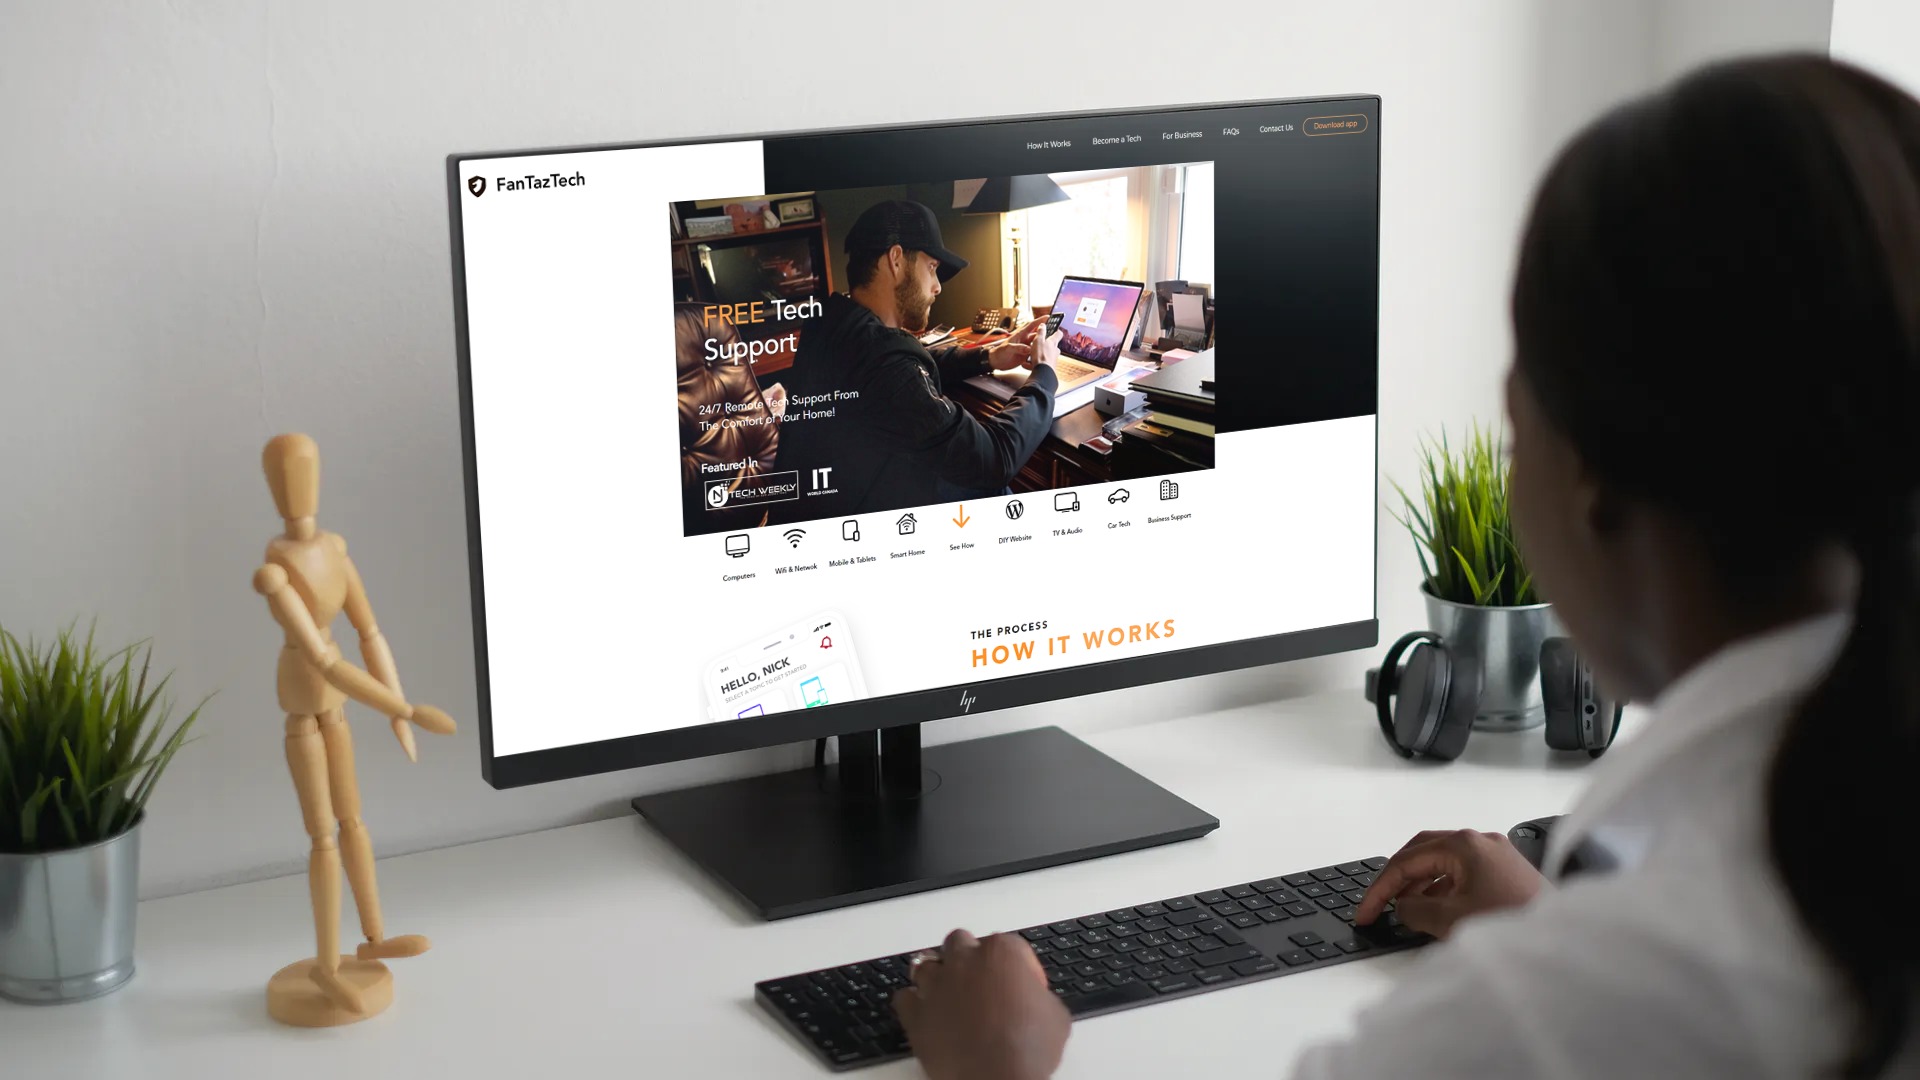 FanTazTech
How It Works
Become a Tech
For Business
FAQs
Contact Us
Download app
FREE Tech
Support
24/7 Remote Tech Support From
The Comfort of Your Home!
Featured In
N TECH WEEKLY
IT
WORLD CANADA
Computers
Wifi & Netwok
Mobile & Tablets
Smart Home
See How
DIY Website
TV & Audio
Car Tech
Business Support
9:41
HELLO, NICK
SELECT A TOPIC TO GET STARTED
THE PROCESS
HOW IT WORKS
hp